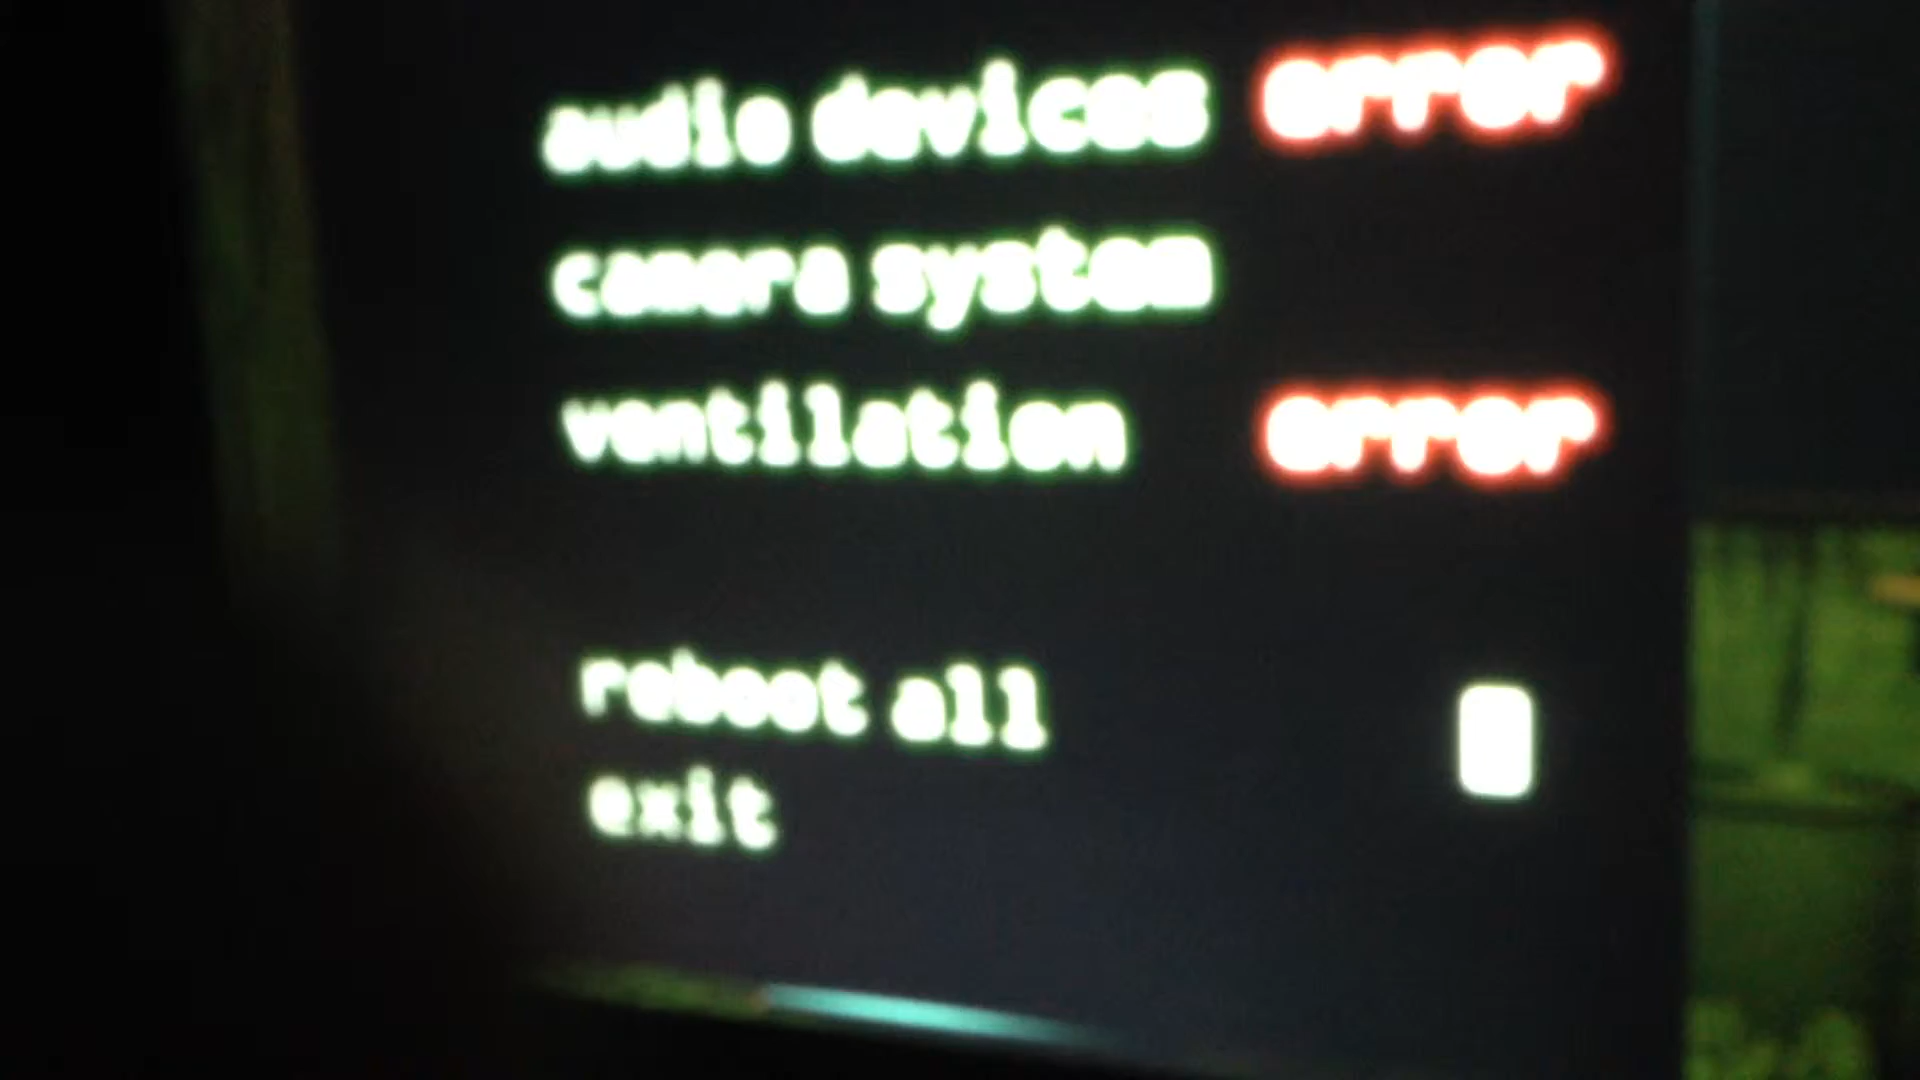 audio devices error
camera system
ventilation error
reboot all
exit